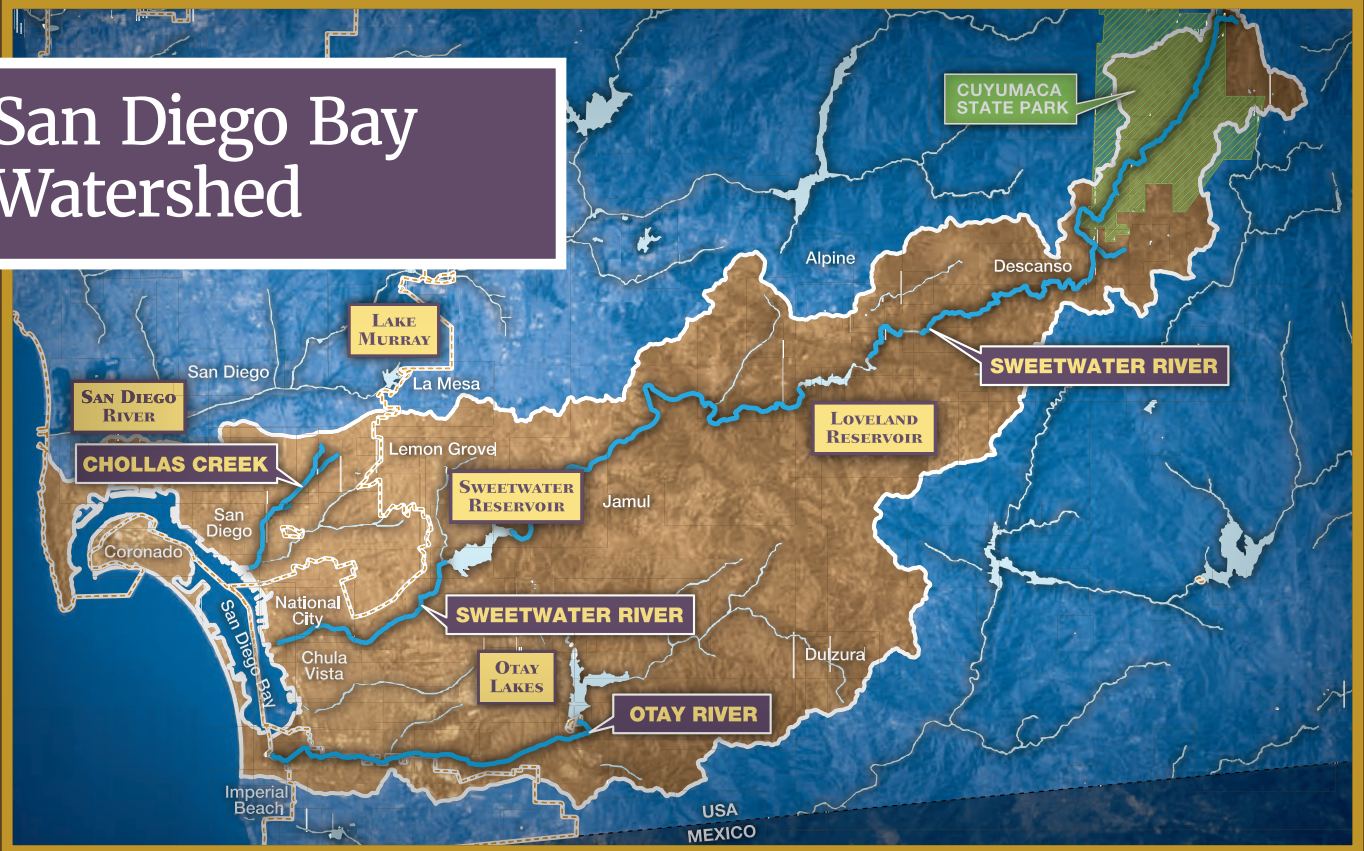 San Diego Bay
Watershed
CUYUMACA
STATE PARK
Alpine
Descanso
LAKE
MURRAY
San Diego
La Mesa
SWEETWATER RIVER
SAN DIEGO
RIVER
LOVELAND
RESERVOIR
Lemon Grove
CHOLLAS CREEK
SWEETWATER
RESERVOIR
Jamul
San
Diego
Coronado
National
City
SWEETWATER RIVER
San Diego Bay
Chula
Vista
OTAY
LAKES
Dulzura
OTAY RIVER
Imperial
Beach
USA
MEXICO